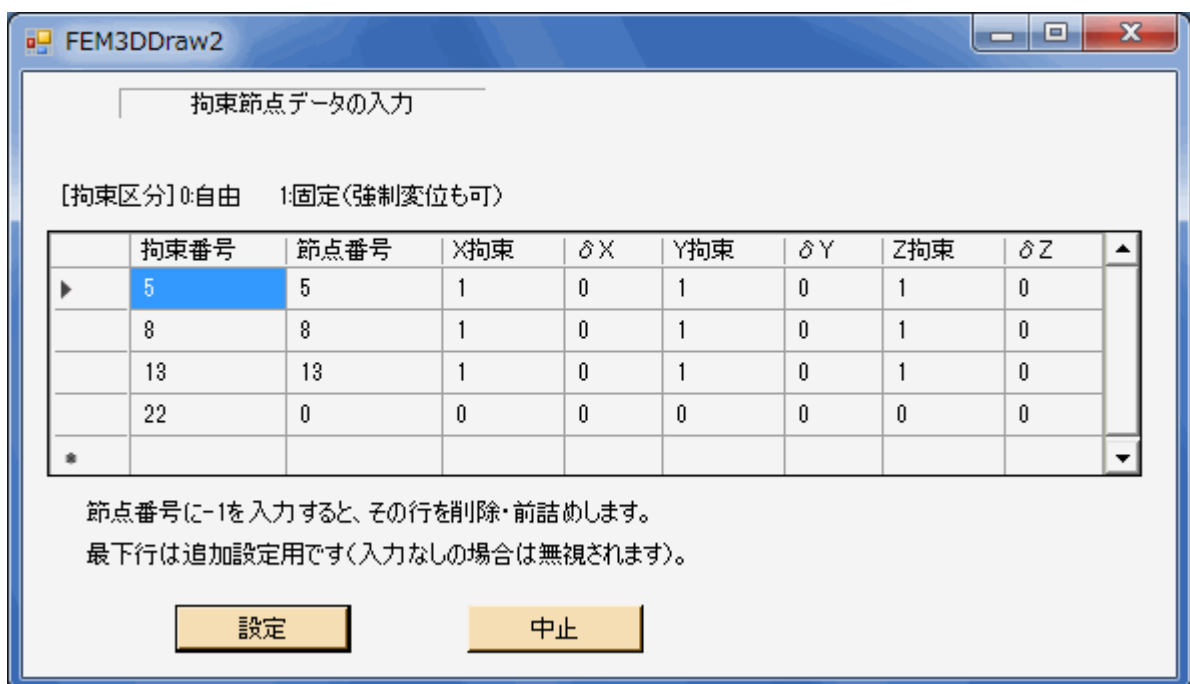 FEM3DDraw2
拘束節点データの入力
[拘束区分] 0:自由 1:固定(強制変位も可)
拘束番号 節点番号 X拘束 δX Y拘束 δY Z拘束 δZ
5 5 1 0 1 0 1 0
8 8 1 0 1 0 1 0
13 13 1 0 1 0 1 0
22 0 0 0 0 0 0 0
節点番号に-1を入力すると、その行を削除・前詰めします。
最下行は追加設定用です(入力なしの場合は無視されます)。
設定 中止